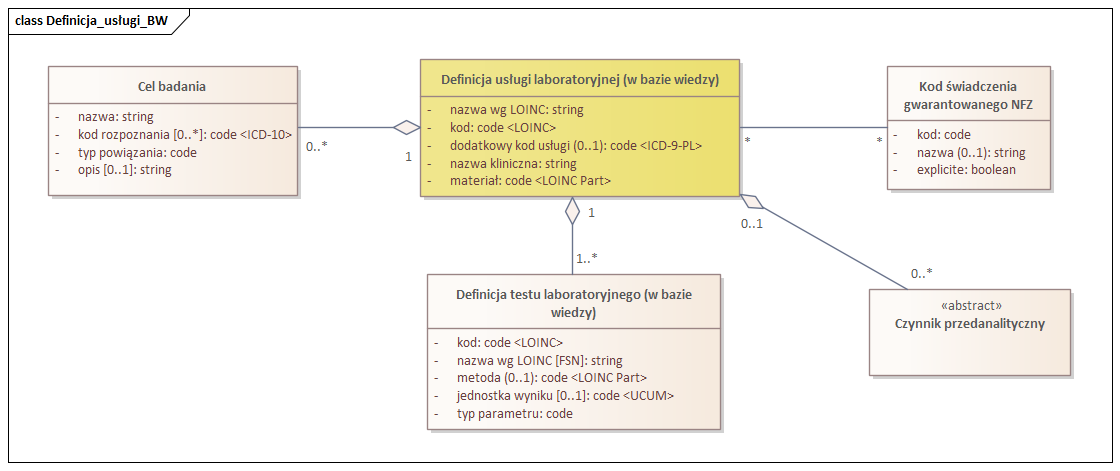 class Definicja_usługi_BW
Cel badania
- nazwa: string
- kod rozpoznania [0..*]: code <ICD-10>
- typ powiązania: code
- opis [0..1]: string
0..*
1
Definicja usługi laboratoryjnej (w bazie wiedzy)
- nazwa wg LOINC: string
- kod: code <LOINC>
- dodatkowy kod usługi (0..1): code <ICD-9-PL>
- nazwa kliniczna: string
- materiał: code <LOINC Part>
*
*
Kod świadczenia
gwarantowanego NFZ
- kod: code
- nazwa (0..1): string
- explicite: boolean
1
1..*
0..1
0..*
Definicja testu laboratoryjnego (w bazie
wiedzy)
- kod: code <LOINC>
- nazwa wg LOINC [FSN]: string
- metoda (0..1): code <LOINC Part>
- jednostka wyniku [0..1]: code <UCUM>
- typ parametru: code
«abstract»
Czynnik przedanalityczny